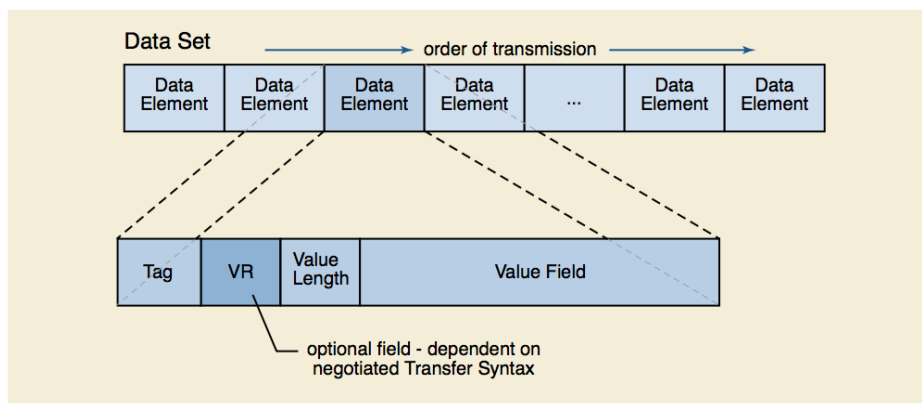 Data Set
order of transmission
Data
Element
Data
Element
Data
Element
Data
Element
...
Data
Element
Data
Element
Tag
VR
Value
Length
Value Field
optional field - dependent on
negotiated Transfer Syntax